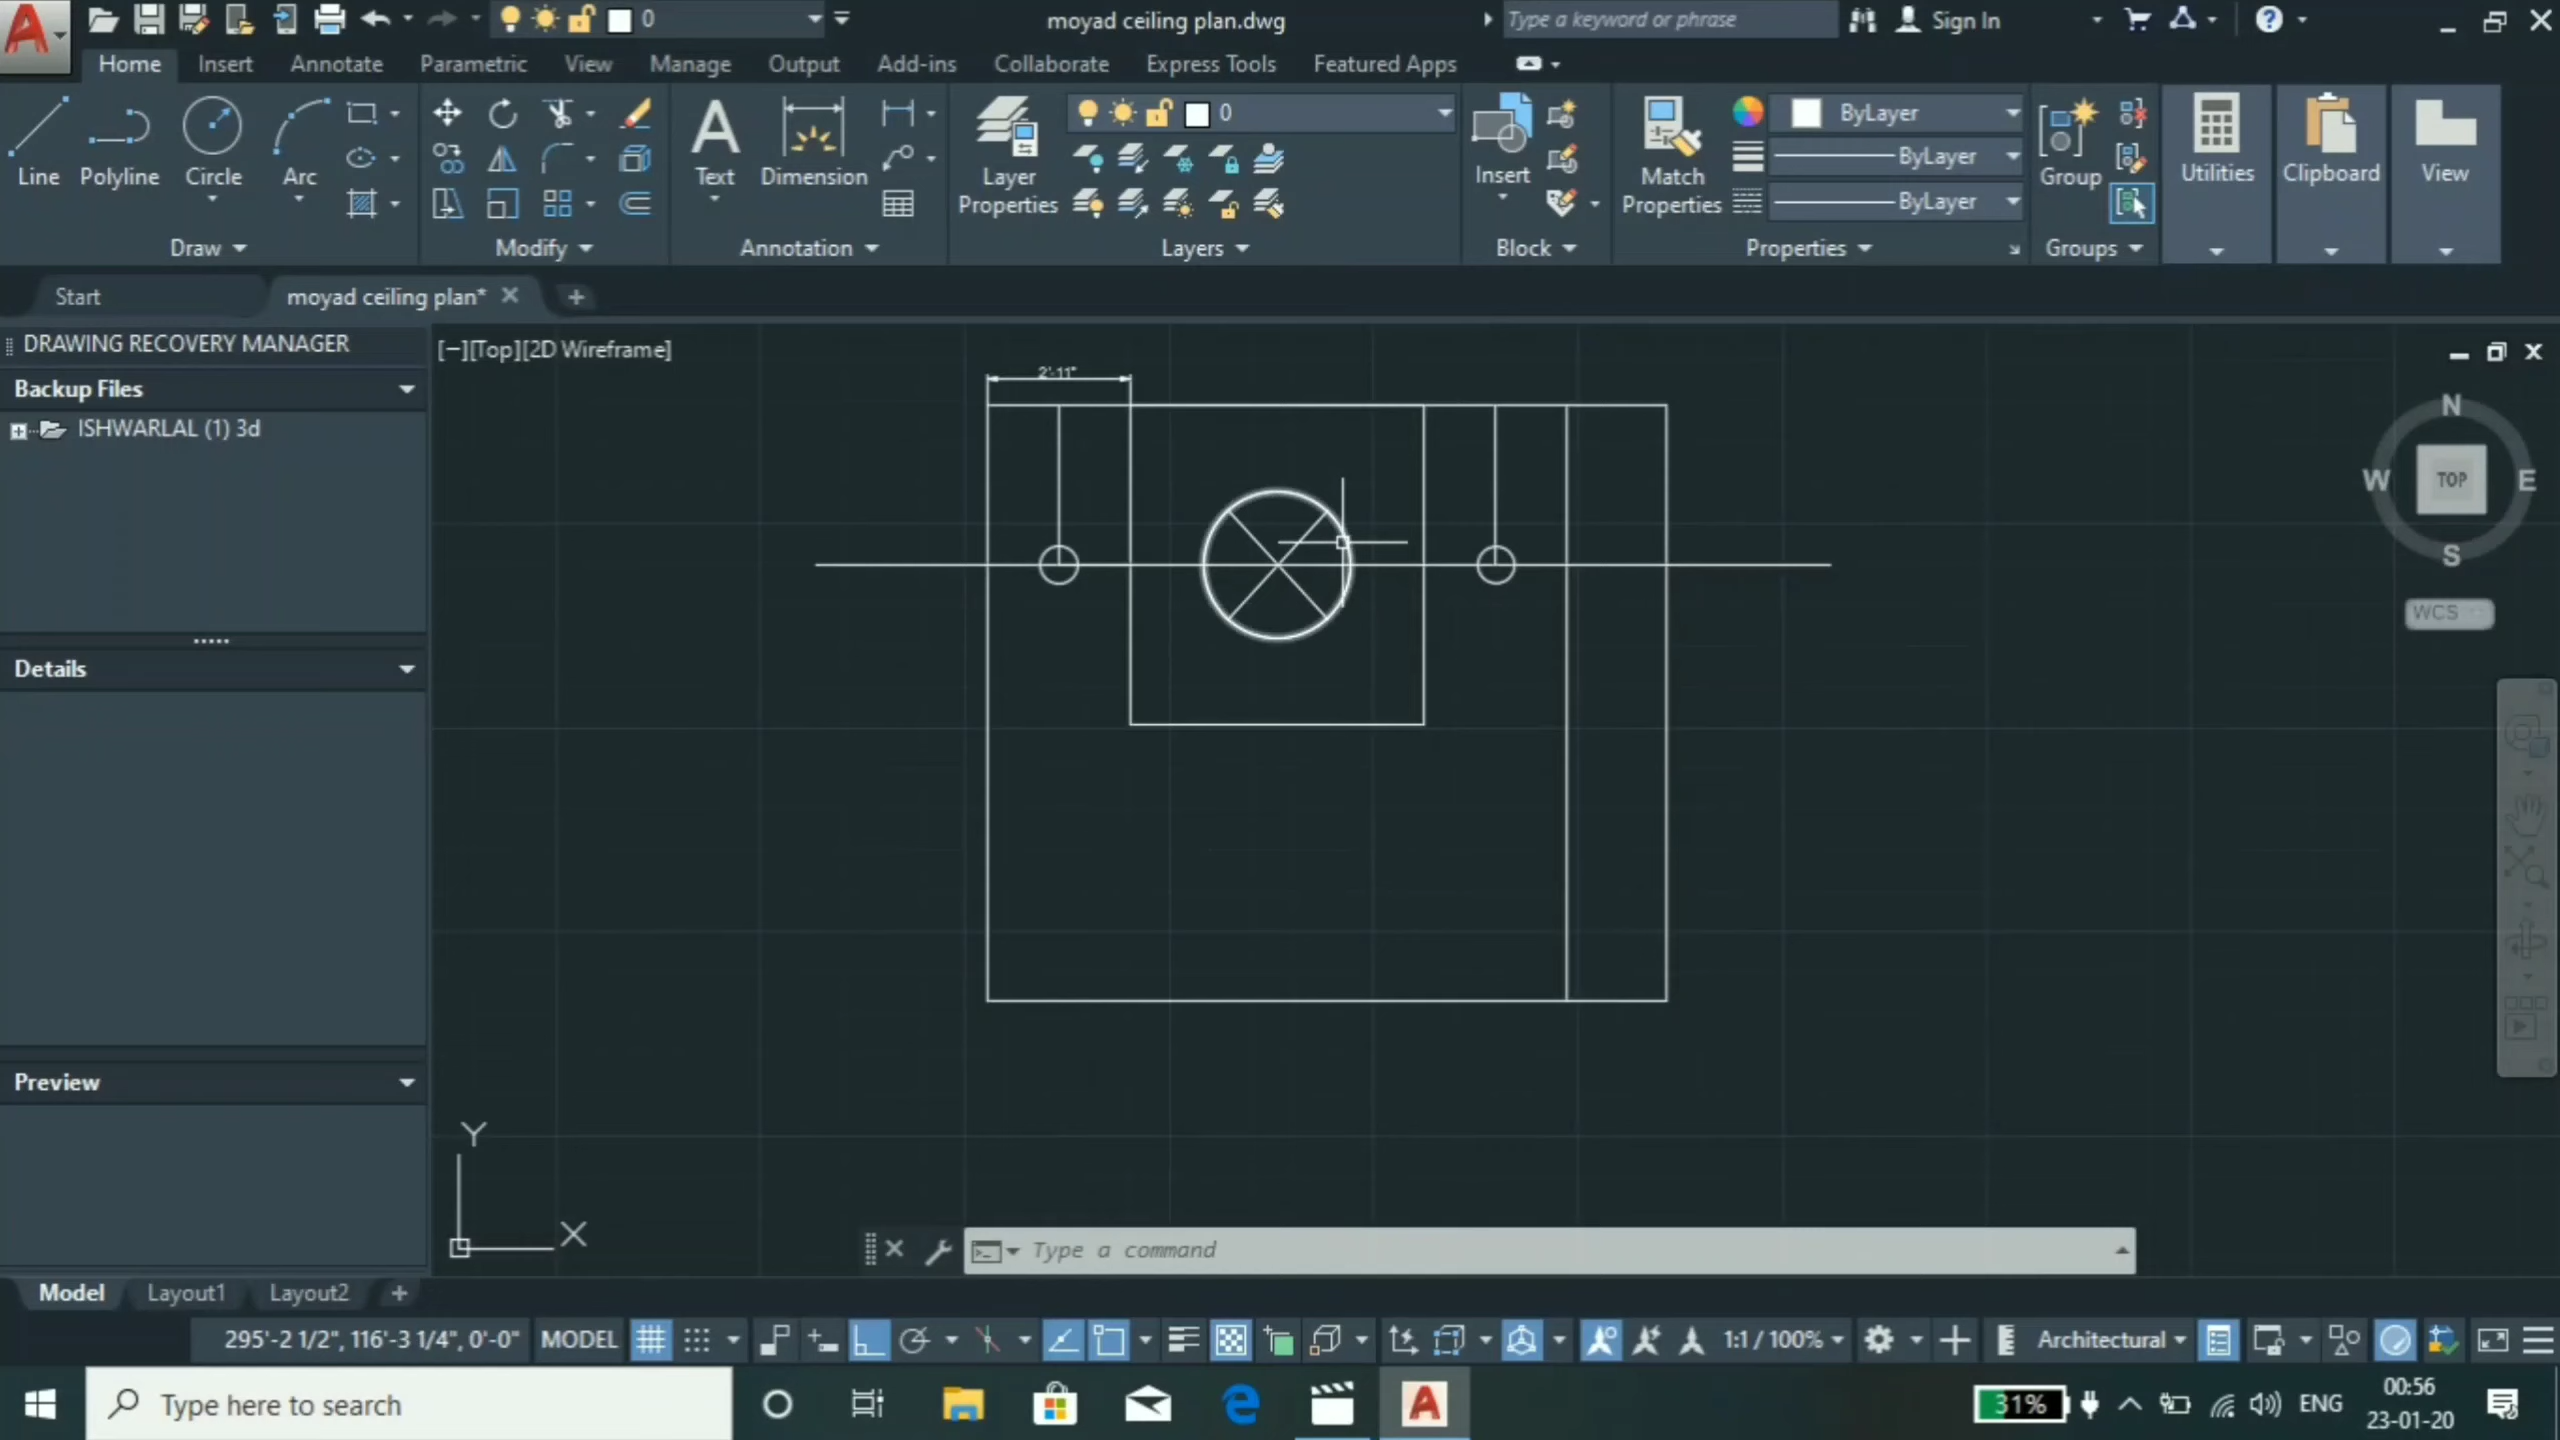 0
moyad ceiling plan.dwg
Type a keyword or phrase
Sign In
Home
Insert
Annotate
Parametric
View
Manage
Output
Add-ins
Collaborate
Express Tools
Featured Apps
Line
Polyline
Circle
Arc
Draw
Modify
Text
Dimension
Annotation
Layer
Properties
0
Layers
Insert
Block
Match
Properties
ByLayer
ByLayer
ByLayer
Properties
Group
Groups
Utilities
Clipboard
View
Start
moyad ceiling plan*
DRAWING RECOVERY MANAGER
Backup Files
ISHWARLAL (1) 3d
Details
Preview
[−][Top][2D Wireframe]
2'-11"
N
W
TOP
E
S
WCS
Y
X
Type a command
Model
Layout1
Layout2
295'-2 1/2", 116'-3 1/4", 0'-0"
MODEL
1:1 / 100%
Architectural
Type here to search
31%
ENG
00:56
23-01-20